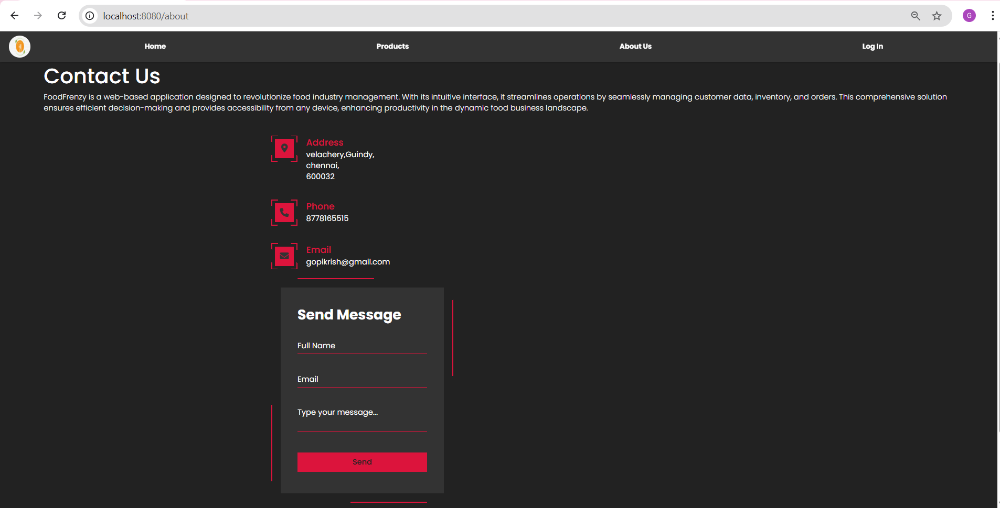 localhost:8080/about
G
Home
Products
About Us
Log In
Contact Us
FoodFrenzy is a web-based application designed to revolutionize food industry management. With its intuitive interface, it streamlines operations by seamlessly managing customer data, inventory, and orders. This comprehensive solution
ensures efficient decision-making and provides accessibility from any device, enhancing productivity in the dynamic food business landscape.
Address
velachery,Guindy,
chennai,
600032
Phone
8778165515
Email
gopikrish@gmail.com
Send Message
Full Name
Email
Type your message...
Send